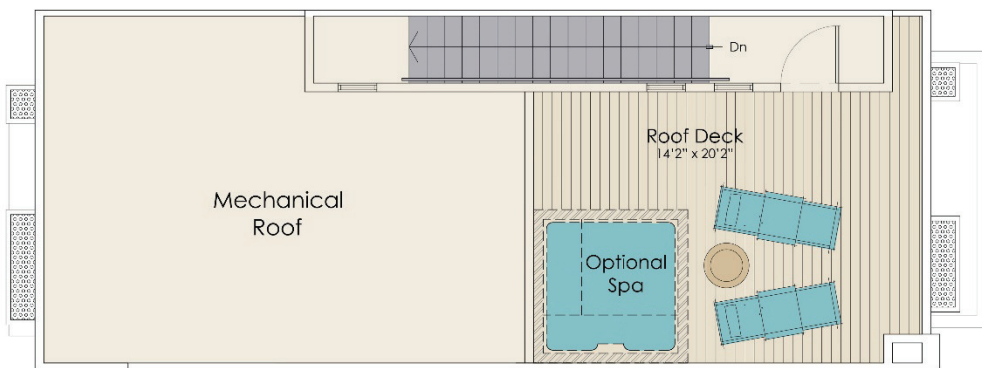 Dn
Roof Deck
14'2" x 20'2"
Mechanical
Roof
Optional
Spa